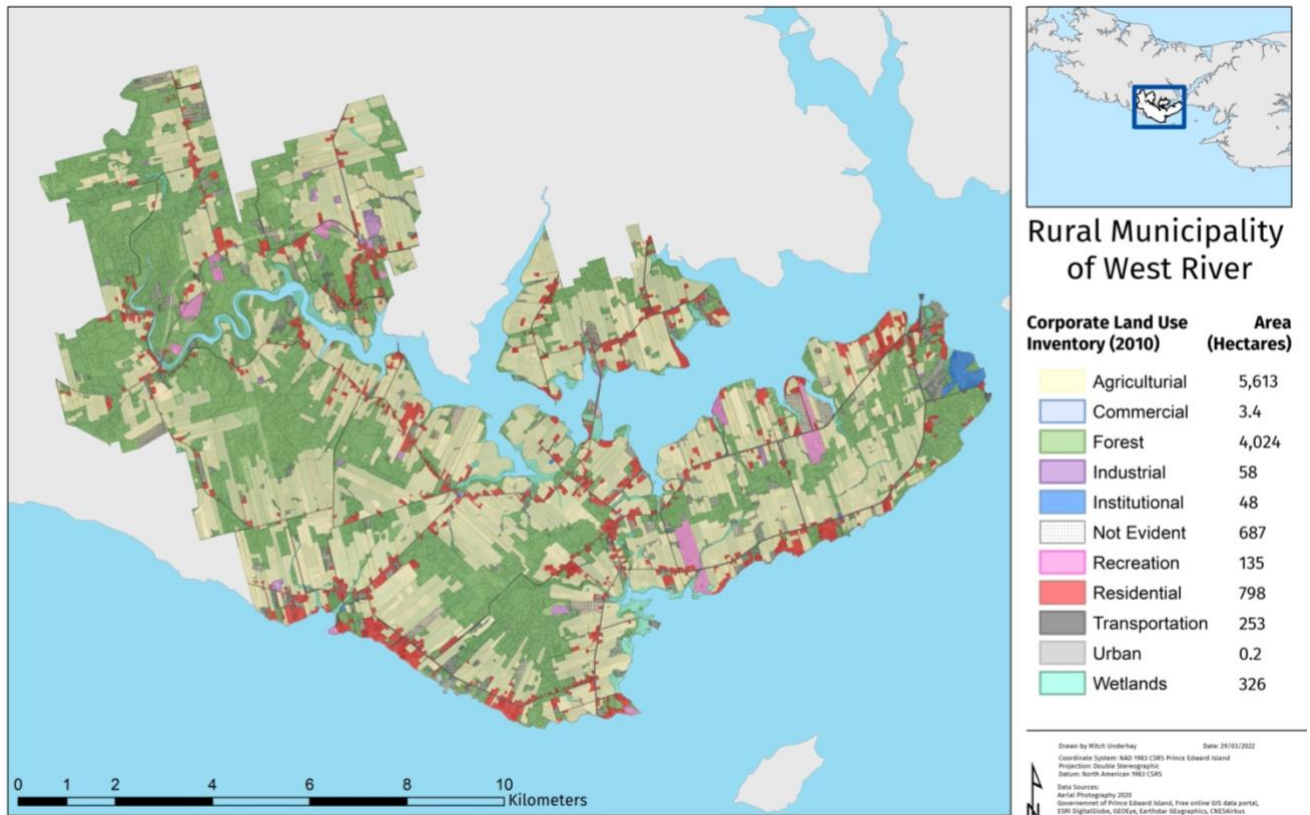 Rural Municipality
of West River
Corporate Land Use Area
Inventory (2010) (Hectares)
Agriculturial 5,613
Commercial 3.4
Forest 4,024
Industrial 58
Institutional 48
Not Evident 687
Recreation 135
Residential 798
Transportation 253
Urban 0.2
Wetlands 326
Drawn by Mitch Underhay Date: 29/03/2022
Coordinate System: NAD 1983 CSRS Prince Edward Island
Projection: Double Stereographic
Datum: North American 1983 CSRS
Data Sources:
Aerial Photography 2020
Governemnet of Prince Edward Island, Free online GIS data portal,
ESRI DigitalGlobe, GEOEye, Earthstar GEographics, CNESAirbus
N
0 1 2 4 6 8 10
Kilometers